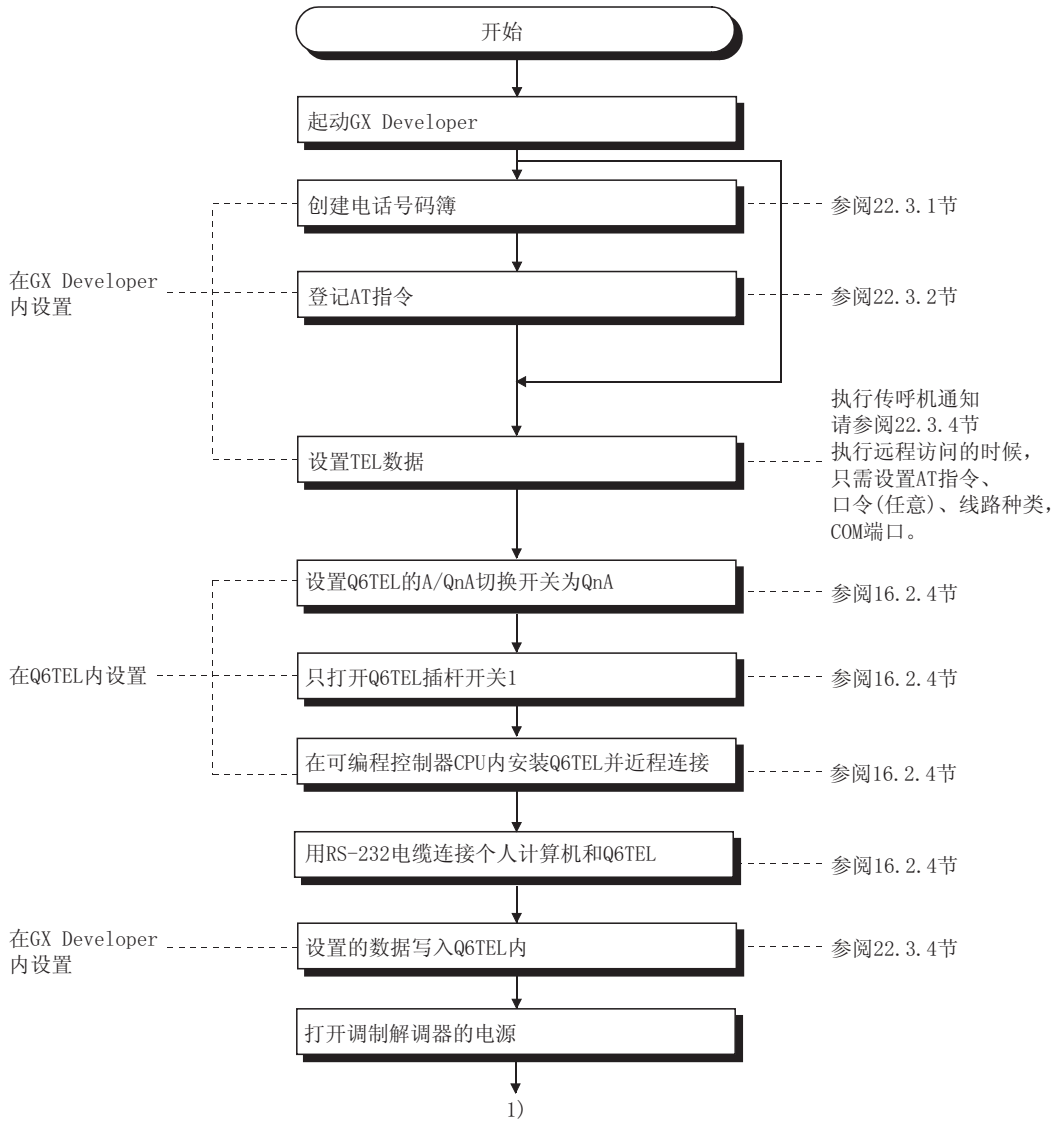 开始
起动GX Developer
创建电话号码簿
参阅22.3.1节
在GX Developer
内设置
登记AT指令
参阅22.3.2节
设置TEL数据
执行传呼机通知
请参阅22.3.4节
执行远程访问的时候,
只需设置AT指令、
口令(任意)、线路种类,
COM端口。
设置Q6TEL的A/QnA切换开关为QnA
参阅16.2.4节
在Q6TEL内设置
只打开Q6TEL插杆开关1
参阅16.2.4节
在可编程控制器CPU内安装Q6TEL并近程连接
参阅16.2.4节
用RS-232电缆连接个人计算机和Q6TEL
参阅16.2.4节
在GX Developer
内设置
设置的数据写入Q6TEL内
参阅22.3.4节
打开调制解调器的电源
1)